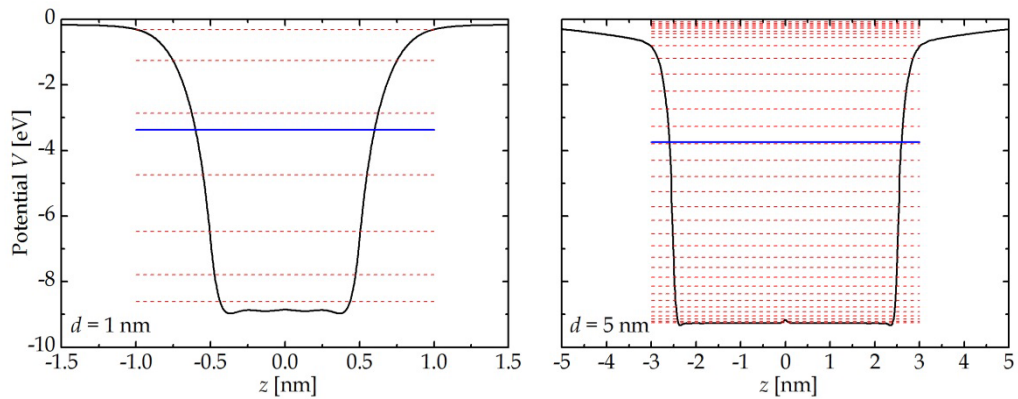 Potential V [eV]
0
-2
-4
-6
-8
-10
d = 1 nm
-1.5 -1.0 -0.5 0.0 0.5 1.0 1.5
z [nm]
d = 5 nm
-5 -4 -3 -2 -1 0 1 2 3 4 5
z [nm]